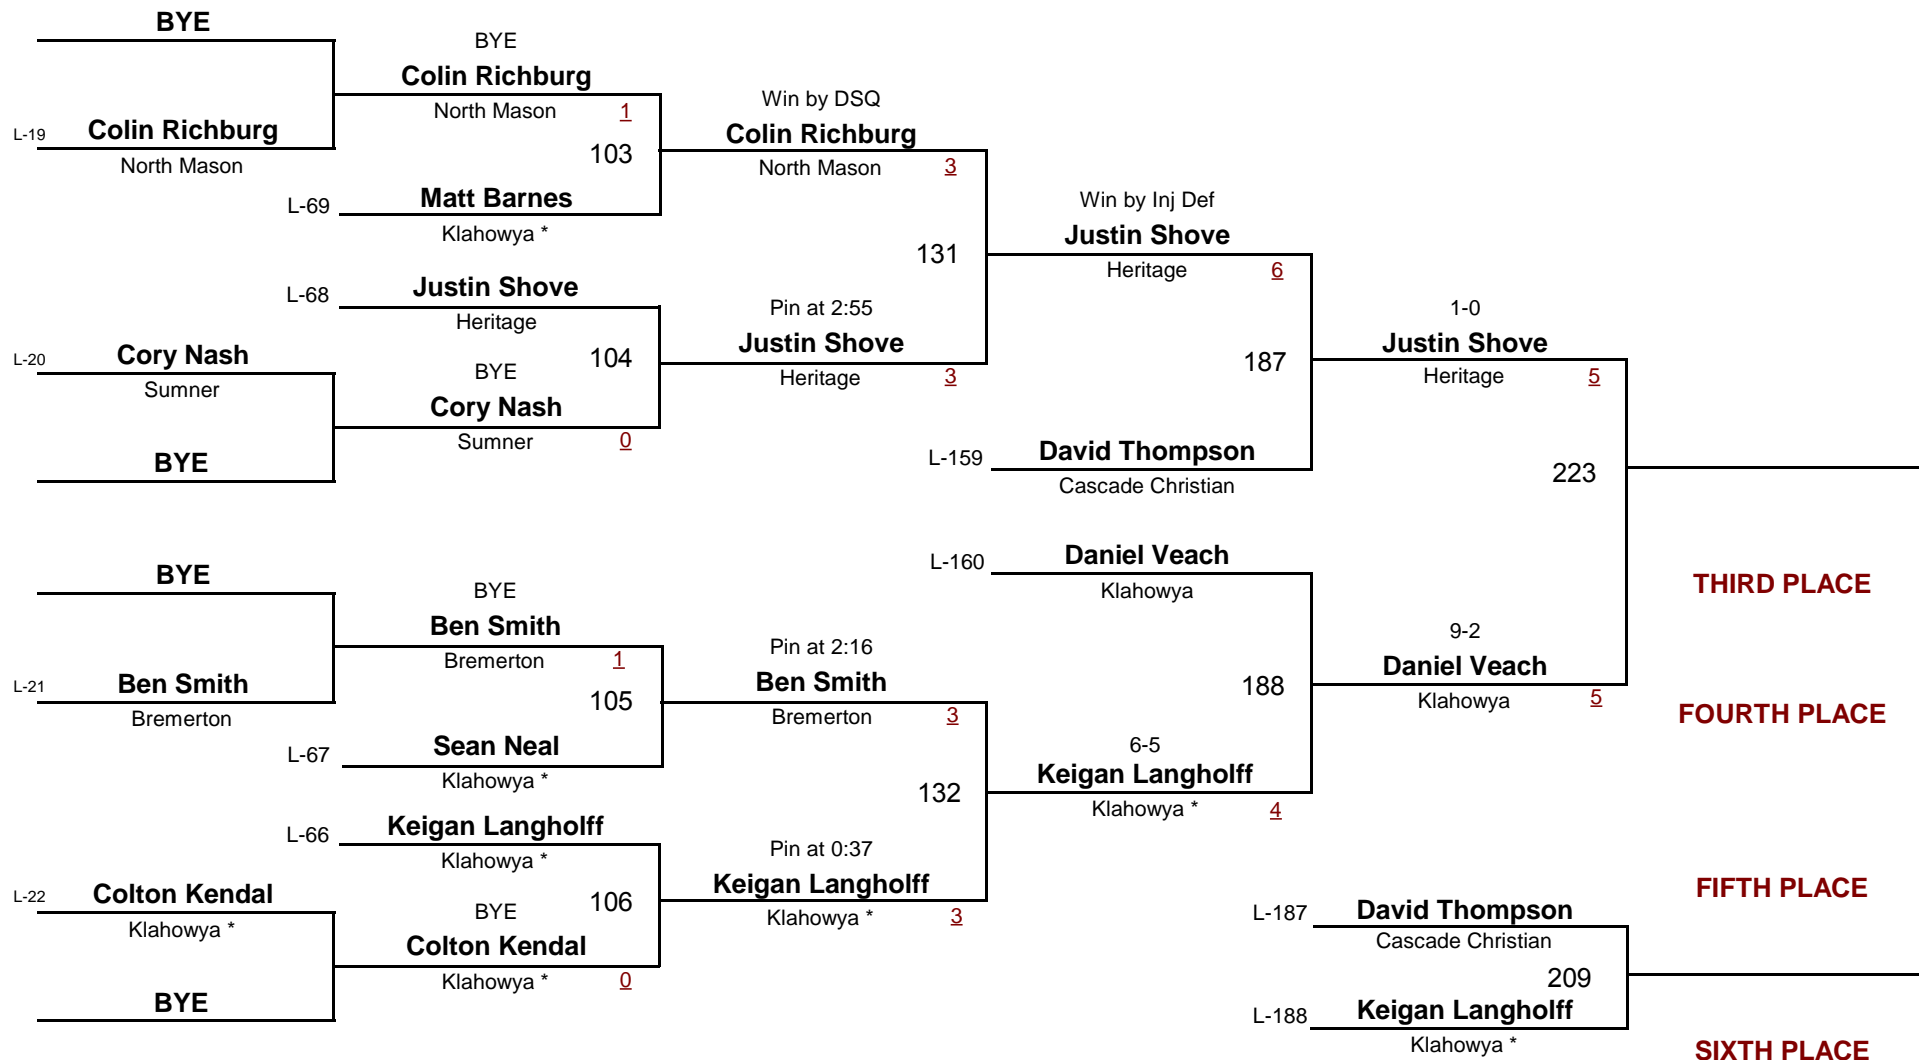 BYE
L-19 Colin Richburg
North Mason
BYE
Colin Richburg
North Mason 1
103
L-69 Matt Barnes
Klahowya *
Win by DSQ
Colin Richburg
North Mason 3
L-68 Justin Shove
Heritage
104
L-20 Cory Nash
Sumner
BYE
BYE
Cory Nash
Sumner 0
Pin at 2:55
Justin Shove
Heritage 3
131
Win by Inj Def
Justin Shove
Heritage 6
187
L-159 David Thompson
Cascade Christian
1-0
Justin Shove
Heritage 5
223
BYE
L-21 Ben Smith
Bremerton
BYE
Ben Smith
Bremerton 1
105
L-67 Sean Neal
Klahowya *
Pin at 2:16
Ben Smith
Bremerton 3
L-66 Keigan Langholff
Klahowya *
106
L-22 Colton Kendal
Klahowya *
BYE
BYE
Colton Kendal
Klahowya * 0
Pin at 0:37
Keigan Langholff
Klahowya * 3
132
L-160 Daniel Veach
Klahowya
188
6-5
Keigan Langholff
Klahowya * 4
9-2
Daniel Veach
Klahowya 5
THIRD PLACE
FOURTH PLACE
L-187 David Thompson
Cascade Christian
209
L-188 Keigan Langholff
Klahowya *
FIFTH PLACE
SIXTH PLACE